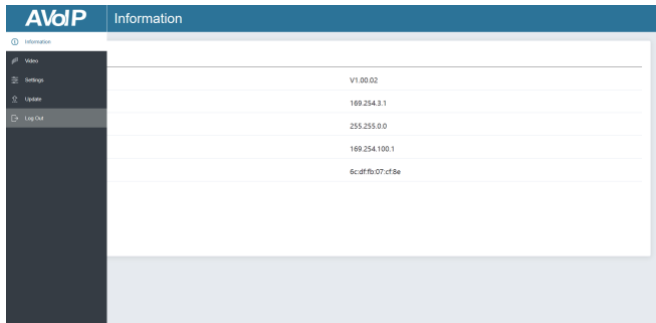 AVoIP
Information
Information
Video
Settings
Update
Log Out
V1.00.02
169.254.3.1
255.255.0.0
169.254.100.1
6c:df:fb:07:cf:8e